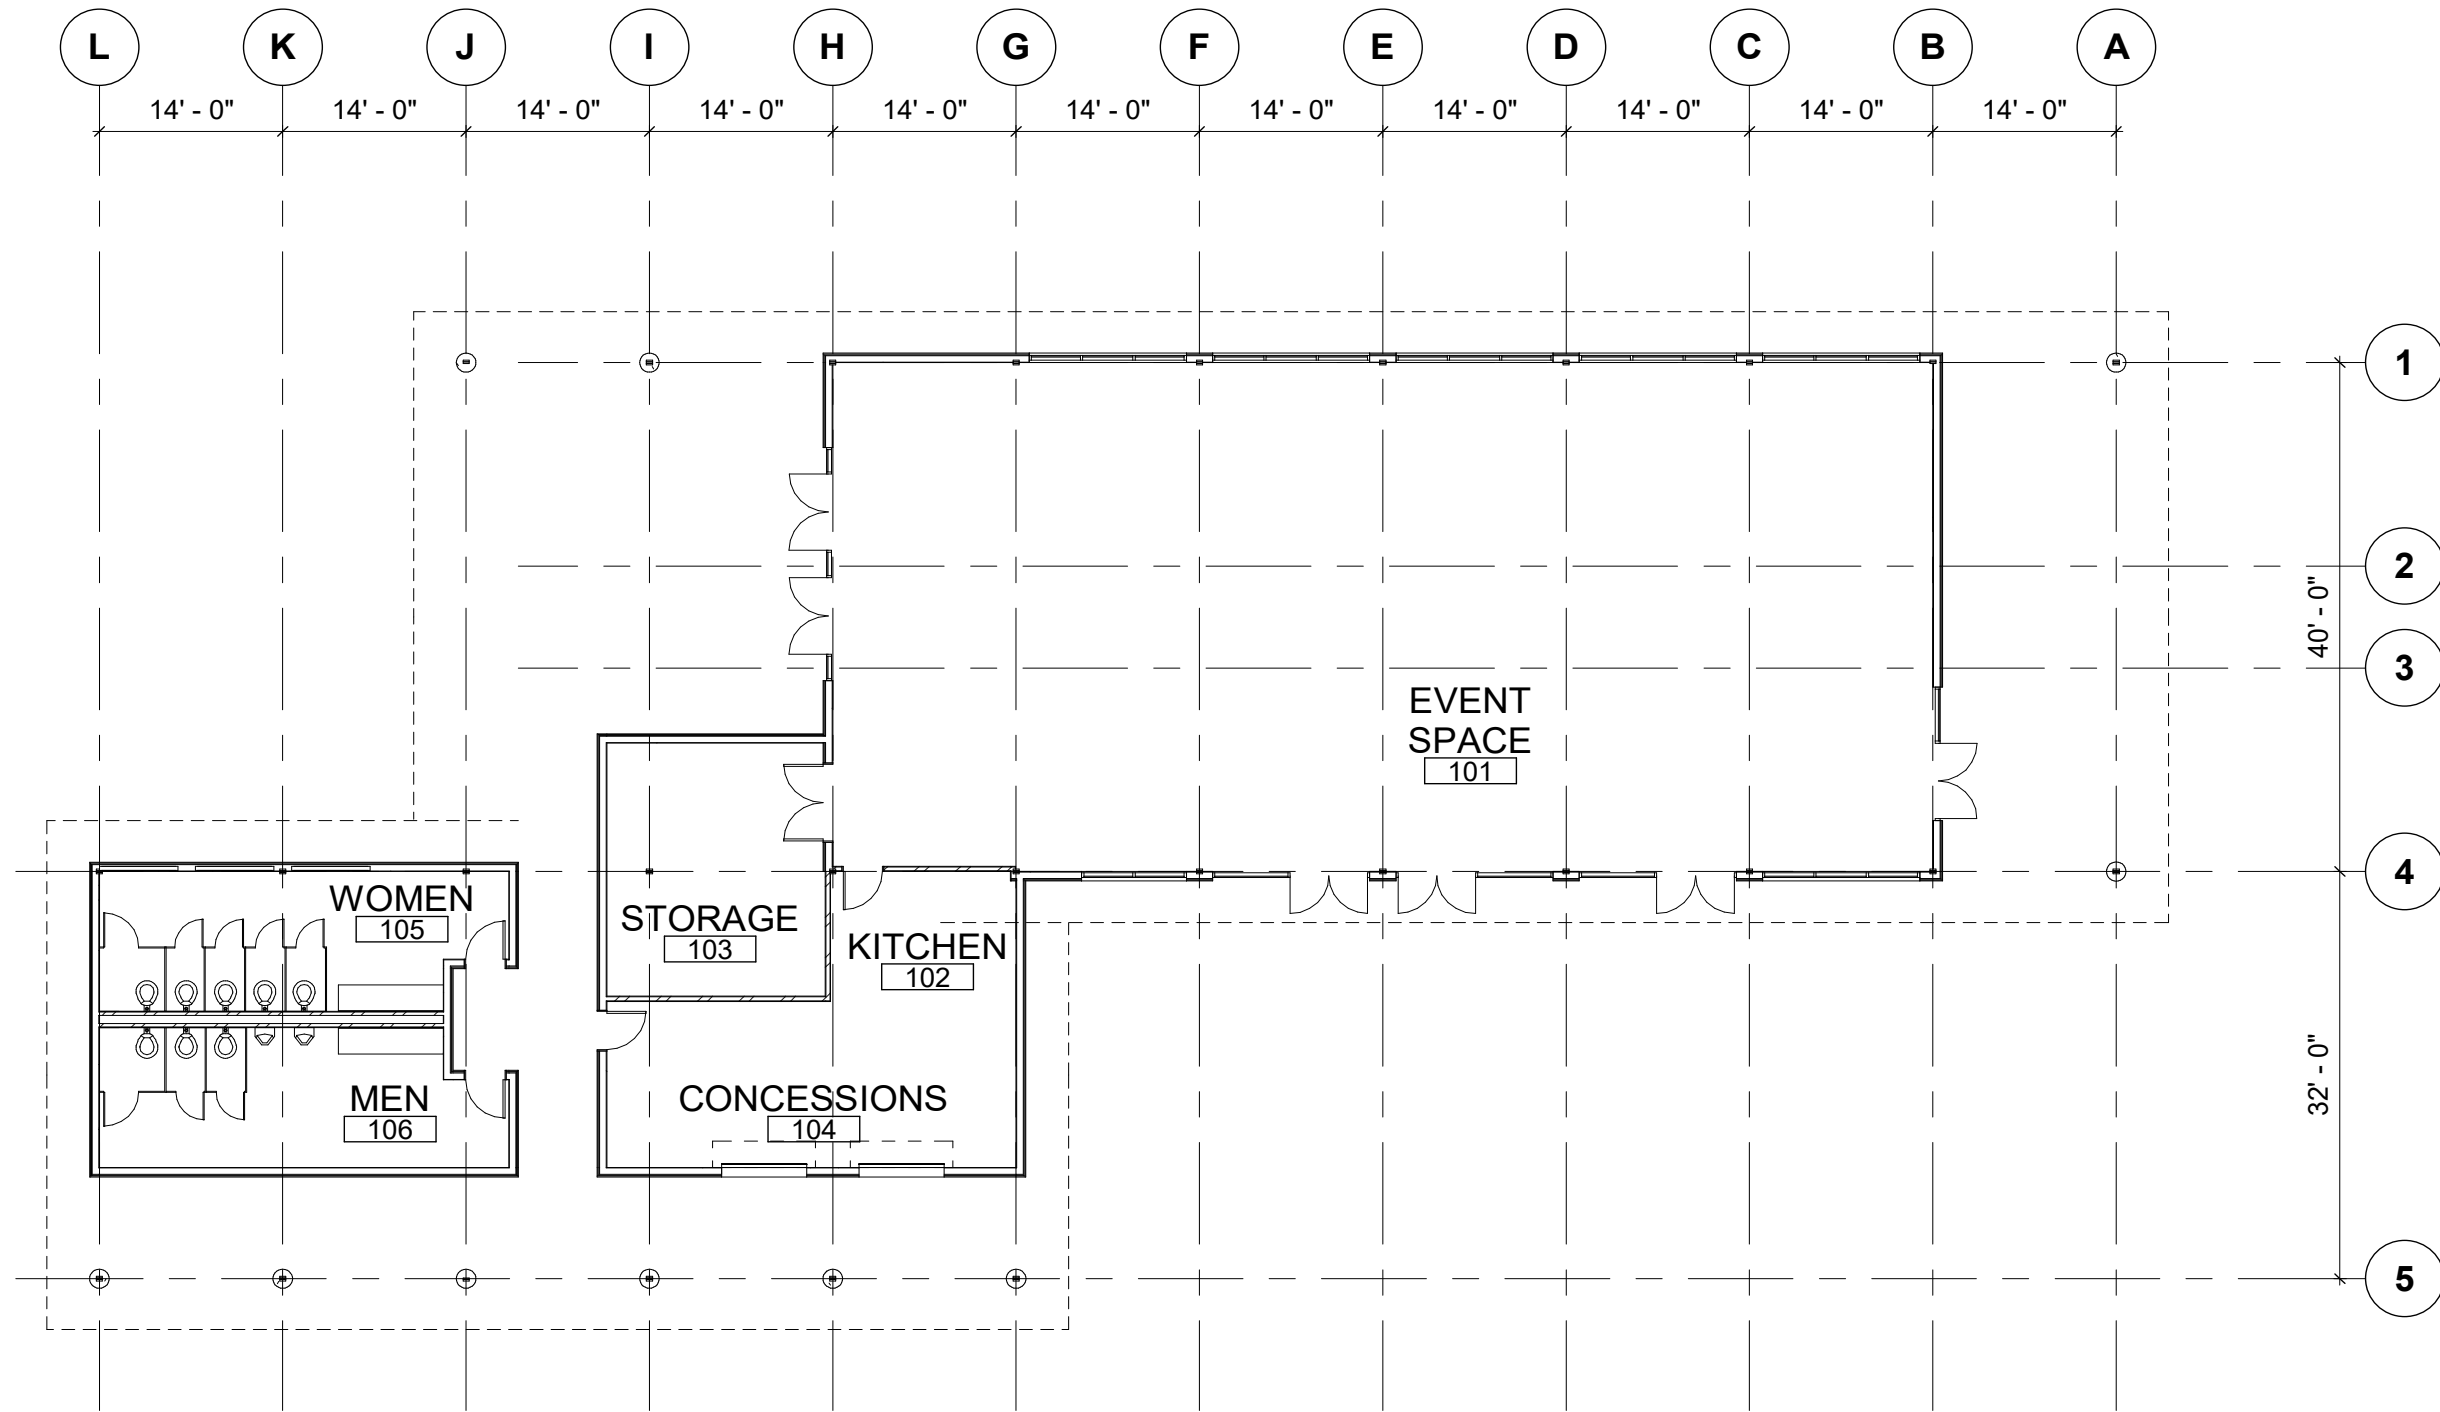 L K J I H G F E D C B A
14' - 0" 14' - 0" 14' - 0" 14' - 0" 14' - 0" 14' - 0" 14' - 0" 14' - 0" 14' - 0" 14' - 0" 14' - 0"
1
2
40' - 0"
3
EVENT
SPACE
101
4
WOMEN
105
STORAGE
103
KITCHEN
102
32' - 0"
MEN
106
CONCESSIONS
104
5